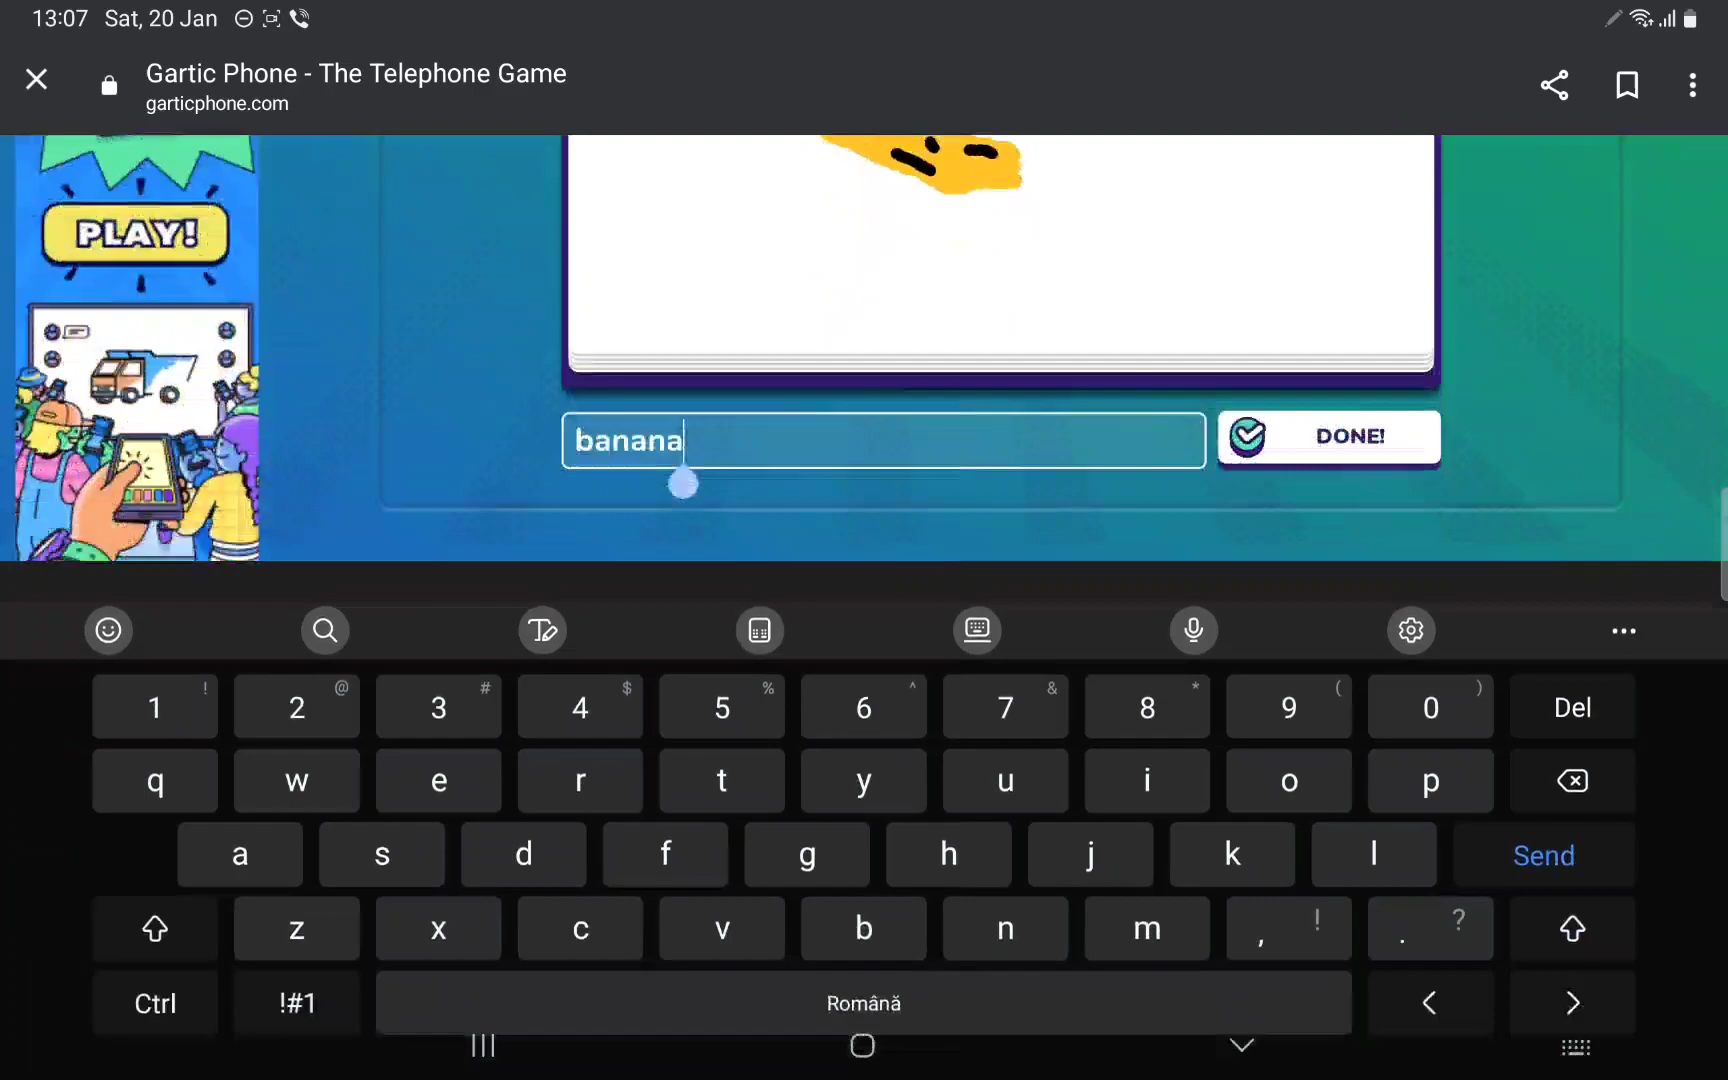 13:07 Sat, 20 Jan
Gartic Phone - The Telephone Game
garticphone.com
PLAY!
banana
DONE!
1 ! 2 @ 3 # 4 $ 5 % 6 ^ 7 & 8 * 9 ( 0 ) Del
q w e r t y u i o p
a s d f g h j k l Send
z x c v b n m , ! . ?
Ctrl !#1 Română < >